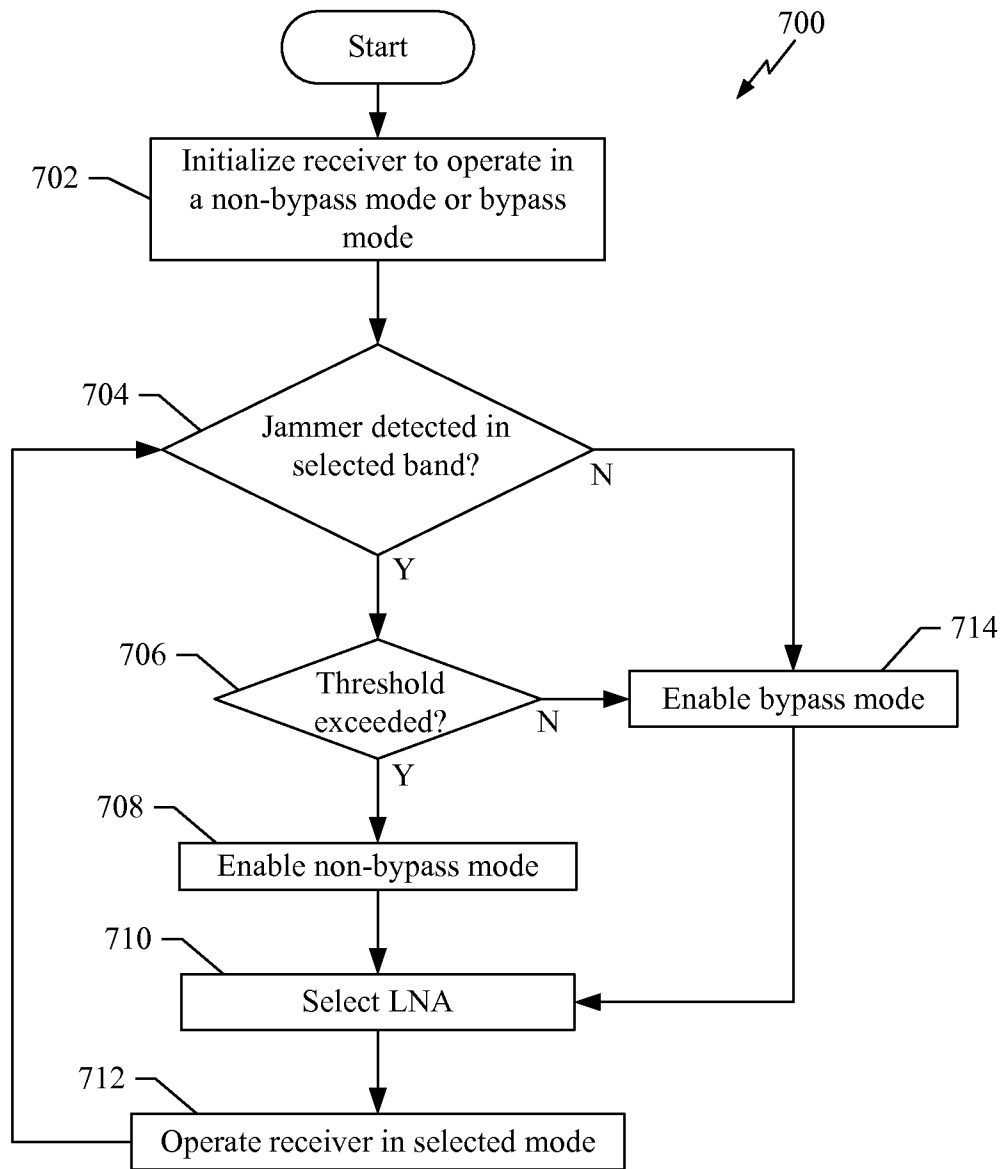 Start
700
702
Initialize receiver to operate in
a non-bypass mode or bypass
mode
704
Jammer detected in
selected band?
N
Y
706
Threshold
exceeded?
N
Y
714
Enable bypass mode
708
Enable non-bypass mode
710
Select LNA
712
Operate receiver in selected mode